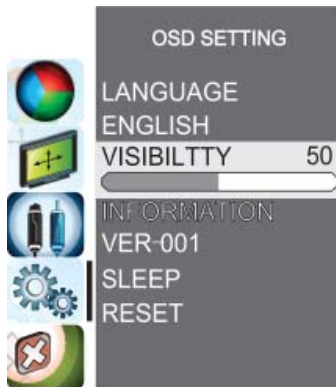 OSD SETTING
LANGUAGE
ENGLISH
VISIBILTTY 50
INFORMATION
VER-001
SLEEP
RESET